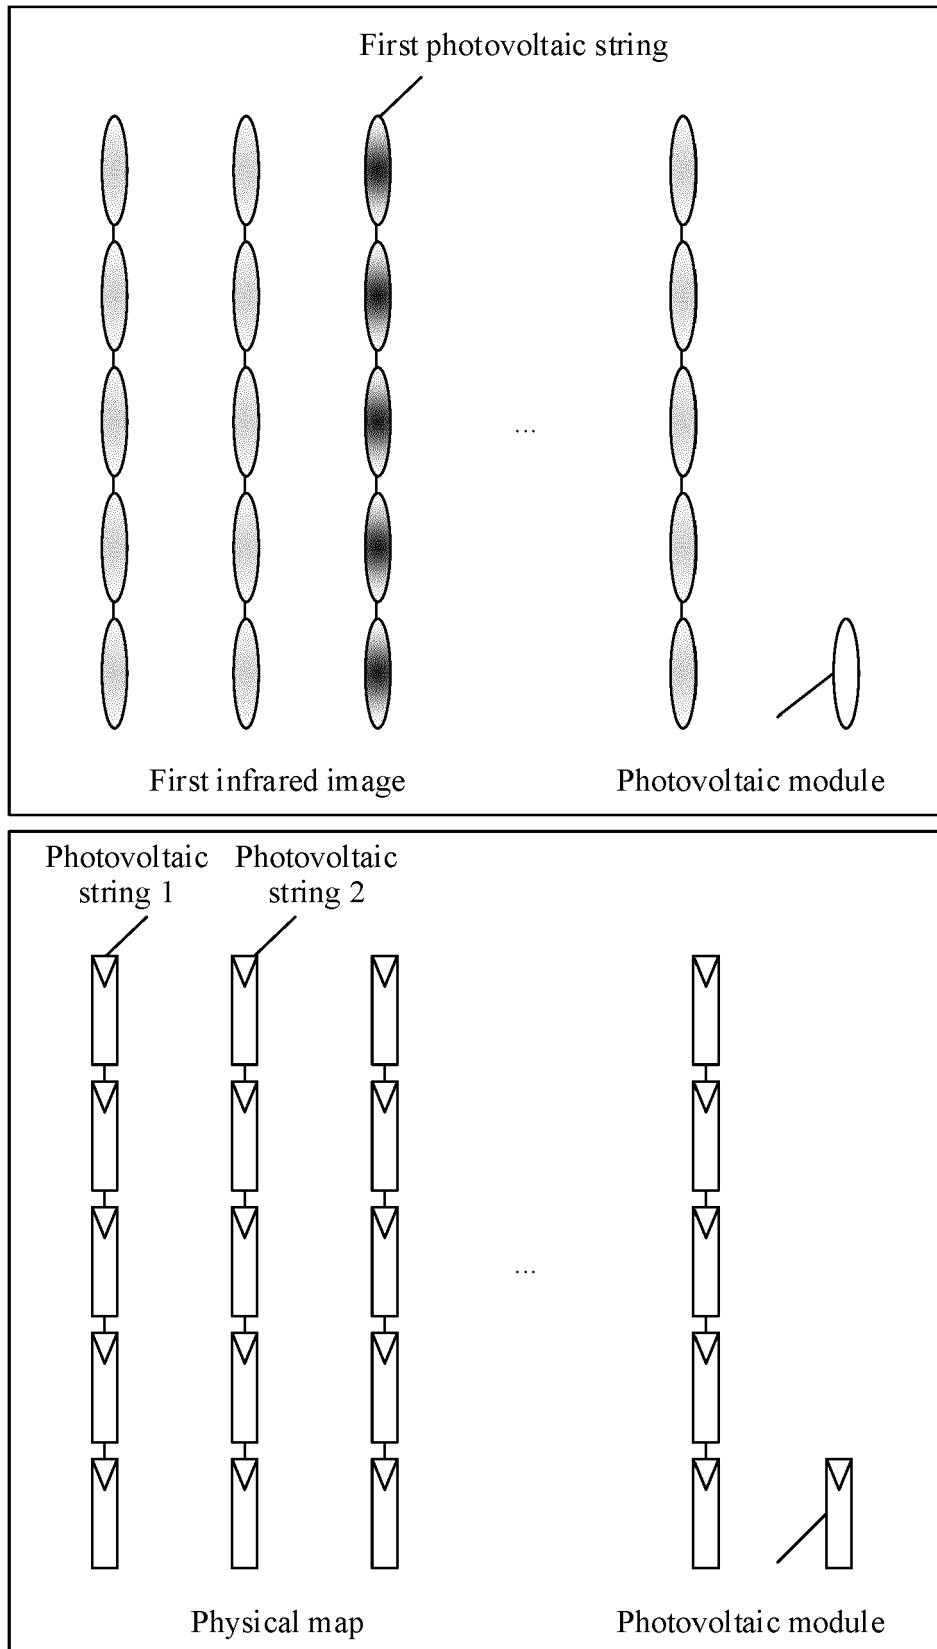 First photovoltaic string
...
First infrared image
Photovoltaic module
Photovoltaic
string 1
Photovoltaic
string 2
...
Physical map
Photovoltaic module